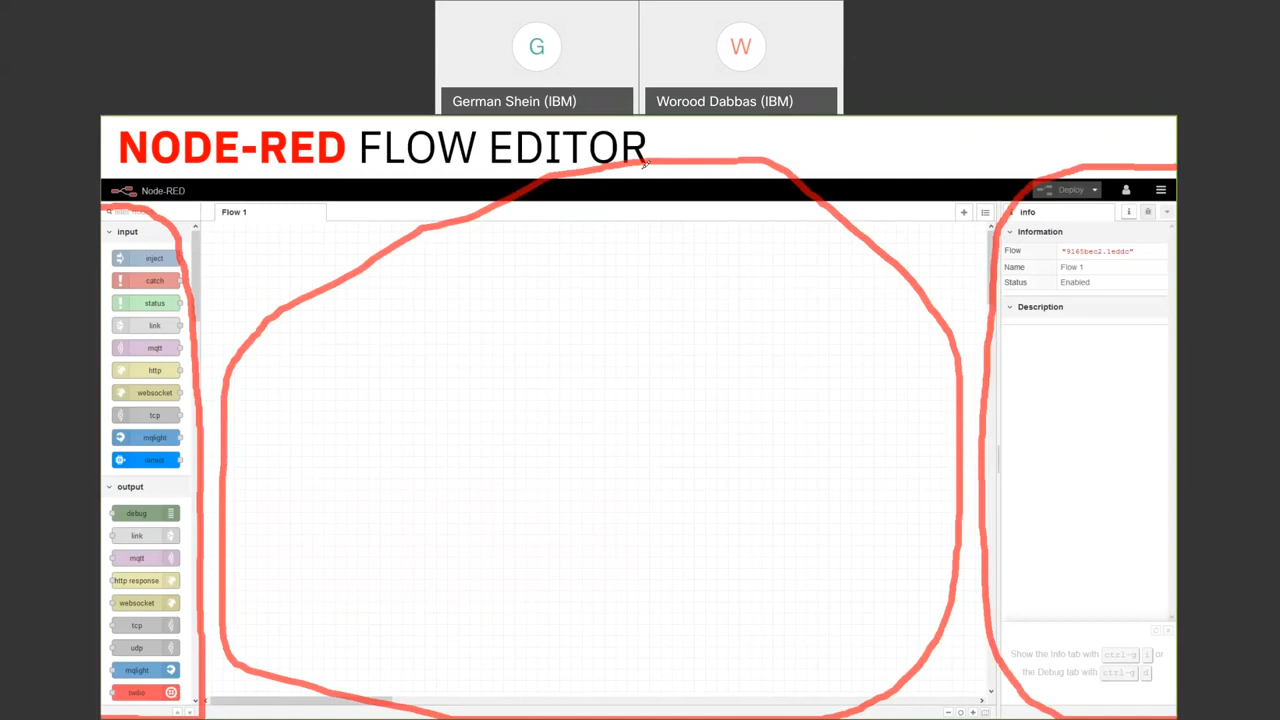 G
W
German Shein (IBM)
Worood Dabbas (IBM)
NODE-RED FLOW EDITOR
Node-RED
Deploy
Flow 1
info
input
inject
catch
status
link
mqtt
http
websocket
tcp
mqlight
output
debug
link
mqtt
http response
websocket
tcp
udp
mqlight
twilio
Information
Flow
Name Flow 1
Status Enabled
Description
Show the Info tab with ctrl-g i or
the Debug tab with ctrl-g d